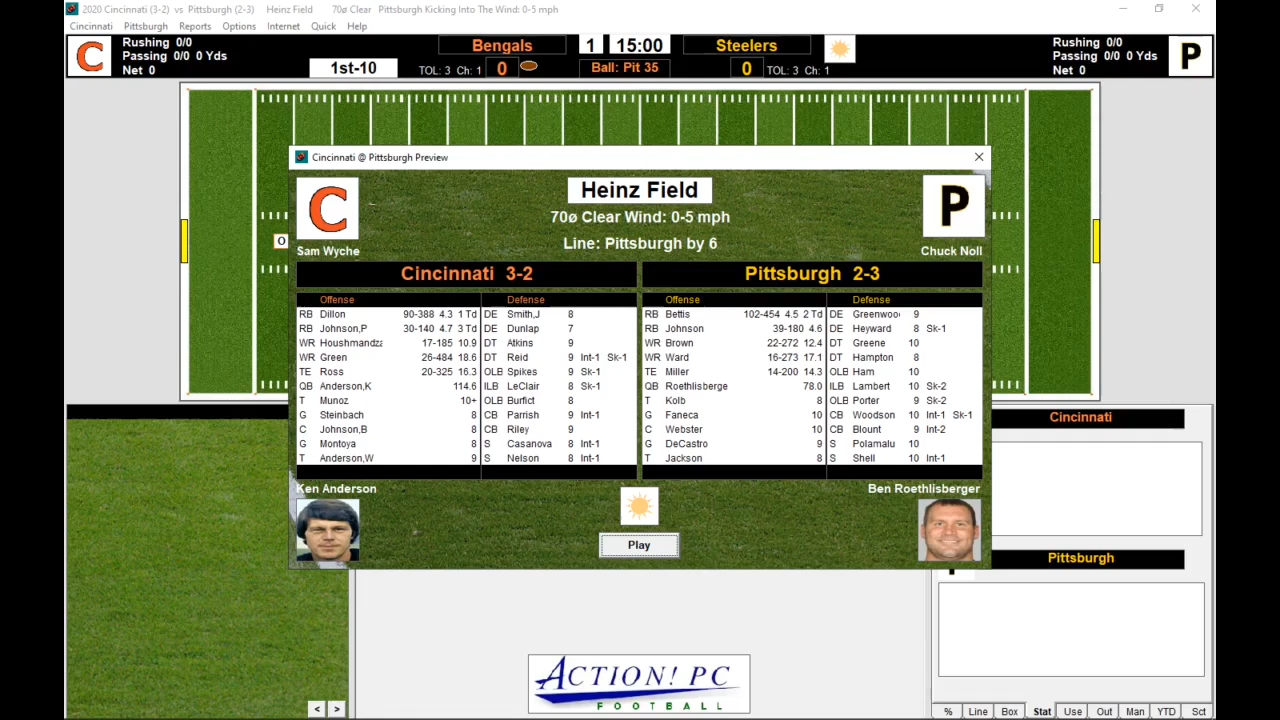 2020 Cincinnati (3-2) vs Pittsburgh (2-3) Heinz Field 70ø Clear Pittsburgh Kicking Into The Wind: 0-5 mph
Cincinnati Pittsburgh Reports Options Internet Quick Help
C
Rushing 0/0
Passing 0/0 0 Yds
Net 0
1st-10
Bengals
TOL: 3 Ch: 1 0
1 15:00
Ball: Pit 35
Steelers
0 TOL: 3 Ch: 1
Rushing 0/0
Passing 0/0 0 Yds
Net 0
P
O
Cincinnati @ Pittsburgh Preview
C
Sam Wyche
Heinz Field
70ø Clear Wind: 0-5 mph
Line: Pittsburgh by 6
P
Chuck Noll
Cincinnati 3-2
Pittsburgh 2-3
Offense Defense Offense Defense
RB Dillon 90-388 4.3 1 Td DE Smith,J 8 RB Bettis 102-454 4.5 2 Td DE Greenwoo 9
RB Johnson,P 30-140 4.7 3 Td DE Dunlap 7 RB Johnson 39-180 4.6 DE Heyward 8 Sk-1
WR Houshmandza 17-185 10.9 DT Atkins 9 WR Brown 22-272 12.4 DT Greene 10
WR Green 26-484 18.6 DT Reid 9 Int-1 Sk-1 WR Ward 16-273 17.1 DT Hampton 8
TE Ross 20-325 16.3 OLB Spikes 9 Sk-1 TE Miller 14-200 14.3 OLB Ham 10
QB Anderson,K 114.6 ILB LeClair 8 Sk-1 QB Roethlisberge 78.0 ILB Lambert 10 Sk-2
T Munoz 10+ OLB Burfict 8 T Kolb 8 OLB Porter 9 Sk-2
G Steinbach 8 CB Parrish 9 Int-1 G Faneca 10 CB Woodson 10 Int-1 Sk-1
C Johnson,B 8 CB Riley 9 C Webster 10 CB Blount 9 Int-2
G Montoya 8 S Casanova 8 Int-1 G DeCastro 9 S Polamalu 10
T Anderson,W 9 S Nelson 8 Int-1 T Jackson 8 S Shell 10 Int-1
Ken Anderson
Ben Roethlisberger
Play
Cincinnati
Pittsburgh
ACTION! PC
FOOTBALL
< >
% Line Box Stat Use Out Man YTD Sct